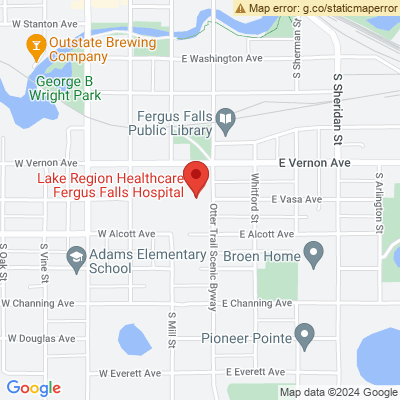 Map error: g.co/staticmaperror
W Stanton Ave
Outstate Brewing
Company
E Washington Ave
S Sherman St
S Sheridan St
George B
Wright Park
Fergus Falls
Public Library
W Vernon Ave
E Vernon Ave
Lake Region Healthcare
Fergus Falls Hospital
E Vasa Ave
Whitford St
S Arlington St
Otter Trail Scenic Byway
W Alcott Ave
E Alcott Ave
S Oak St
S Vine St
Adams Elementary
School
Broen Home
W Channing Ave
E Channing Ave
S Mill St
W Douglas Ave
Pioneer Pointe
W Everett Ave
E Everett Ave
Google
Map data ©2024 Google